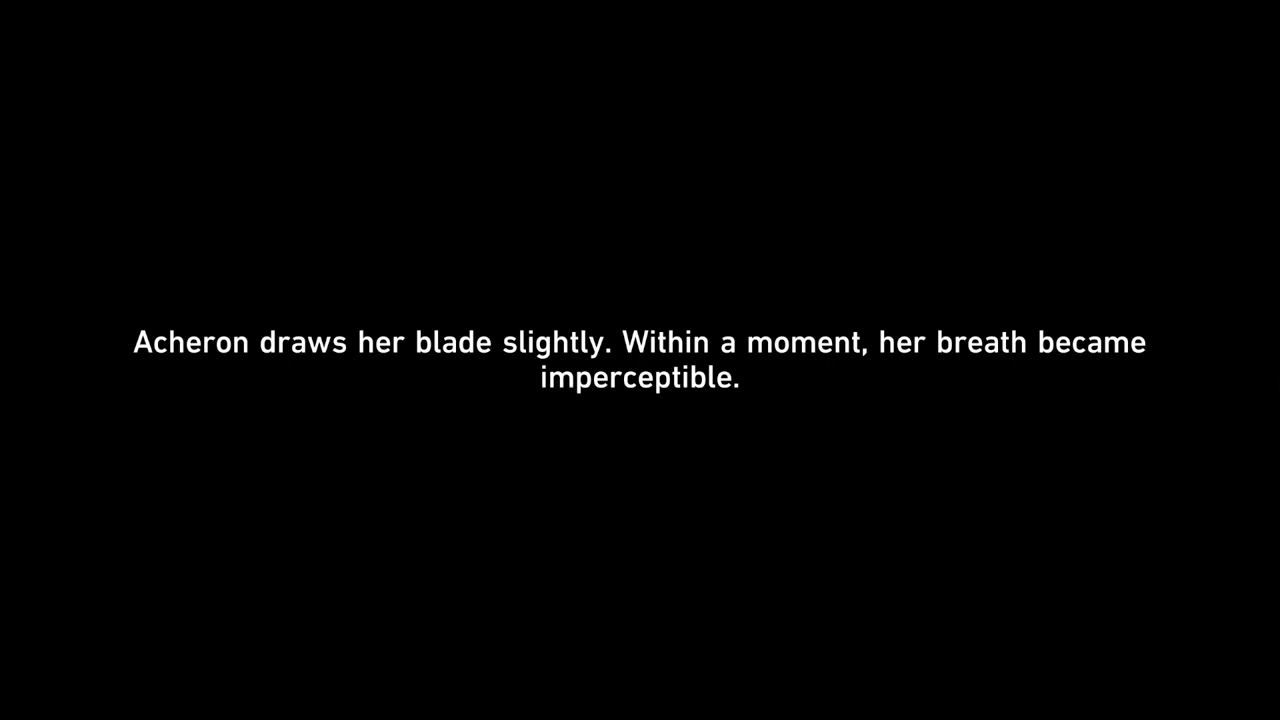 Acheron draws her blade slightly. Within a moment, her breath became
imperceptible.